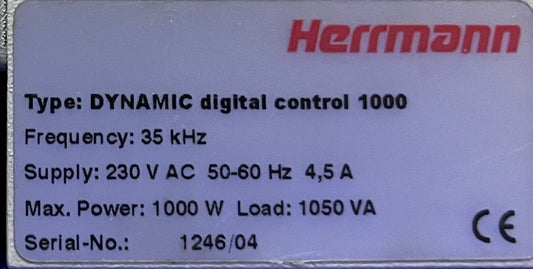 Herrmann
Type: DYNAMIC digital control 1000
Frequency: 35 kHz
Supply: 230 V AC 50-60 Hz 4,5 A
Max. Power: 1000 W Load: 1050 VA
Serial-No.: 1246/04
CE